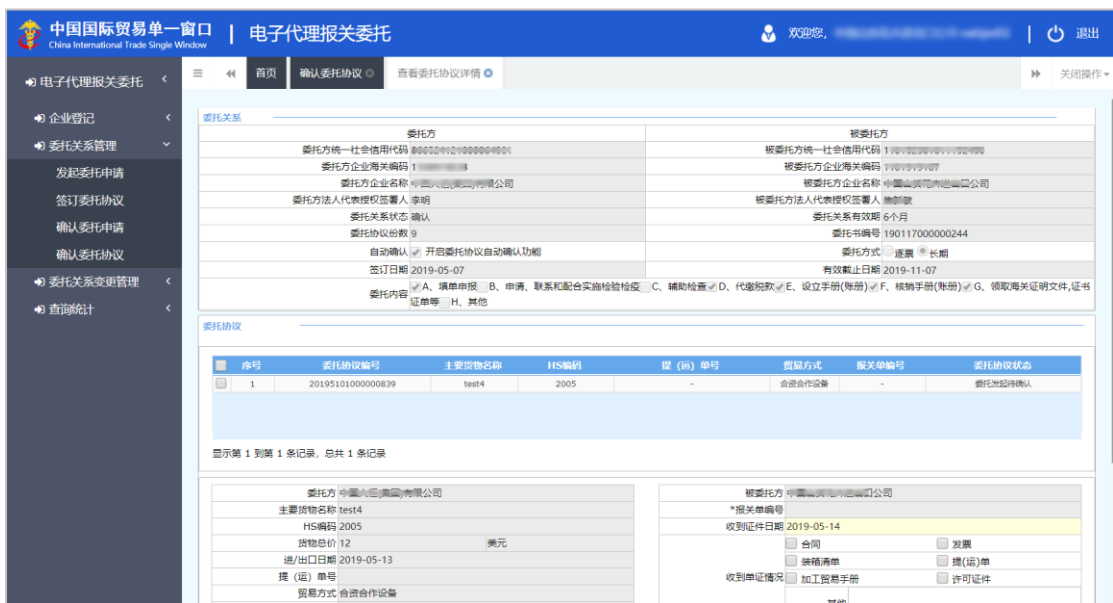 中国国际贸易单一窗口 | 电子代理报关委托
China International Trade Single Window
欢迎您, | 退出
电子代理报关委托
企业登记
委托关系管理
发起委托申请
签订委托协议
确认委托申请
确认委托协议
委托关系变更管理
查询统计
首页 确认委托协议 查看委托协议详情 关闭操作
委托关系
委托方 被委托方
委托方统一社会信用代码 被委托方统一社会信用代码
委托方企业海关编码 被委托方企业海关编码
委托方企业名称 有限公司 被委托方企业名称 公司
委托方法人代表授权签署人 李明 被委托方法人代表授权签署人
委托关系状态 确认 委托关系有效期 6个月
委托协议份数 9 委托书编号 190117000000244
自动确认 开启委托协议自动确认功能 委托方式 逐票 长期
签订日期 2019-05-07 有效截止日期 2019-11-07
委托内容 A、填单申报 B、申请、联系和配合实施检验检疫 C、辅助检查 D、代缴税款 E、设立手册(账册) F、核销手册(账册) G、领取海关证明文件,证书
证单等 H、其他
委托协议
序号 委托协议编号 主要货物名称 HS编码 提 (运) 单号 贸易方式 报关单编号 委托协议状态
1 20195101000000839 test4 2005 - 合资合作设备 - 委托发起待确认
显示第 1 到第 1 条记录, 总共 1 条记录
委托方 有限公司 被委托方 公司
主要货物名称 test4 *报关单编号
HS编码 2005 收到证件日期 2019-05-14
货物总价 12 美元 合同 发票
进/出口日期 2019-05-13 装箱清单 提(运)单
提 (运) 单号 收到单证情况 加工贸易手册 许可证件
贸易方式 合资合作设备 其他